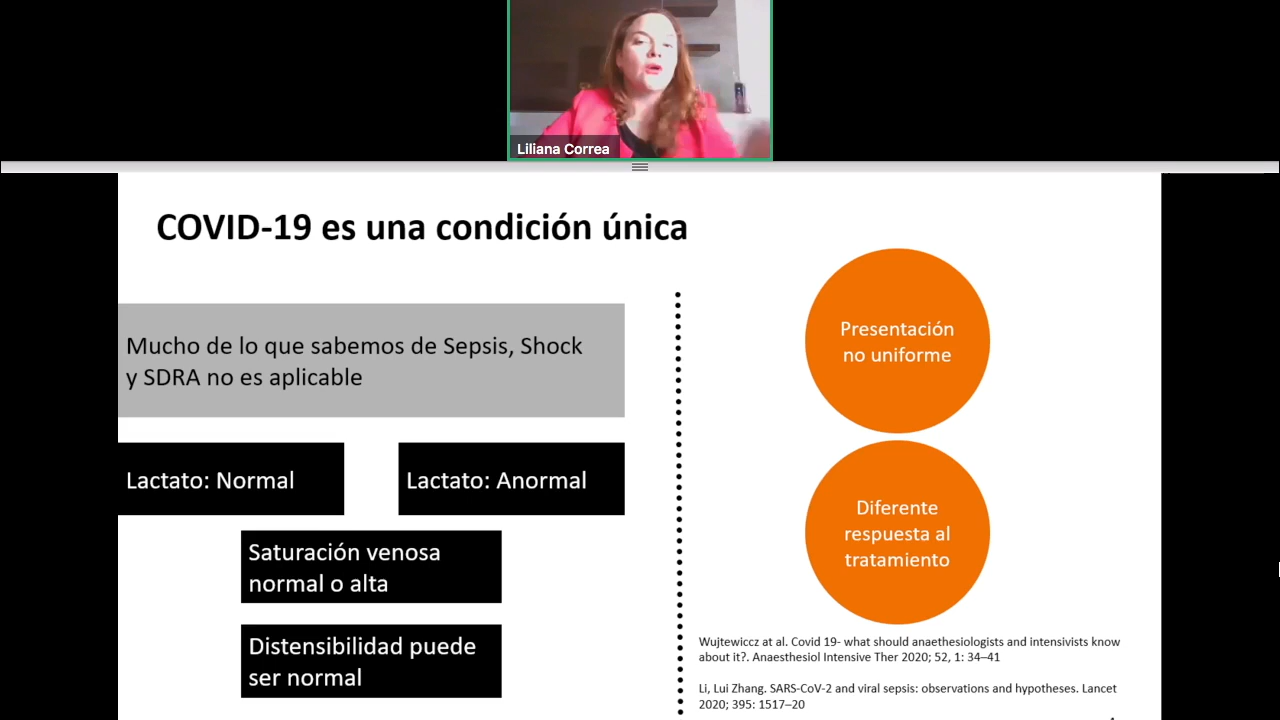 Liliana Correa
COVID-19 es una condición única
Mucho de lo que sabemos de Sepsis, Shock
y SDRA no es aplicable
Lactato: Normal
Lactato: Anormal
Saturación venosa
normal o alta
Distensibilidad puede
ser normal
Presentación
no uniforme
Diferente
respuesta al
tratamiento
Wujtewiccz at al. Covid 19- what should anaethesiologists and intensivists know
about it?. Anaesthesiol Intensive Ther 2020; 52, 1: 34–41
Li, Lui Zhang. SARS-CoV-2 and viral sepsis: observations and hypotheses. Lancet
2020; 395: 1517–20